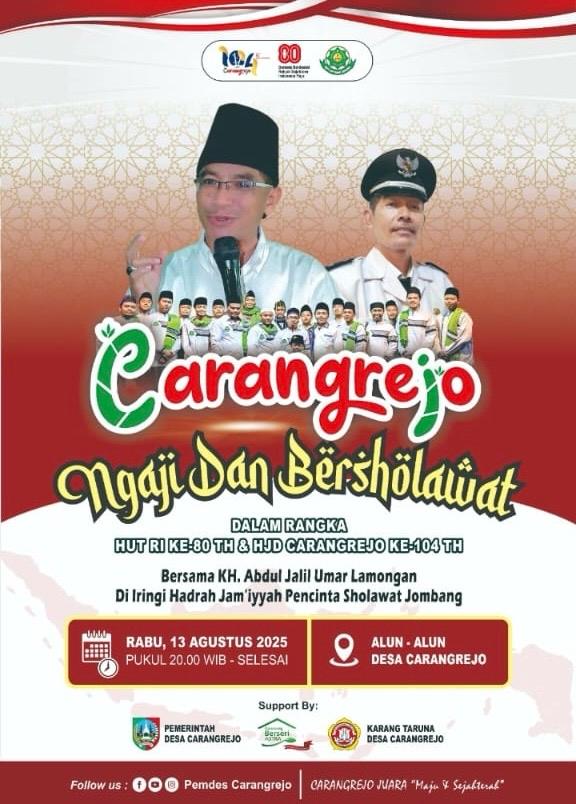 104
Carangrejo
80
Carangrejo
Ngaji Dan Bersholawat
DALAM RANGKA
HUT RI KE-80 TH & HJD CARANGREJO KE-104 TH
Bersama KH. Abdul Jalil Umar Lamongan
Di Iringi Hadrah Jam'iyyah Pencinta Sholawat Jombang
RABU, 13 AGUSTUS 2025
PUKUL 20.00 WIB - SELESAI
ALUN - ALUN
DESA CARANGREJO
Support By:
PEMERINTAH
DESA CARANGREJO
Berseri
KARANG TARUNA
DESA CARANGREJO
Follow us :
Pemdes Carangrejo
CARANGREJO JUARA "Maju & Sejahterah"